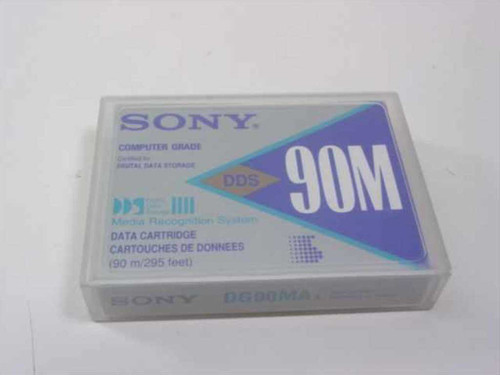 SONY®
COMPUTER GRADE
DIGITAL DATA STORAGE
DDS
90M
DDS
Media Recognition System
DATA CARTRIDGE
CARTOUCHES DE DONNEES
(90 m/295 feet)
SONY DG90MA